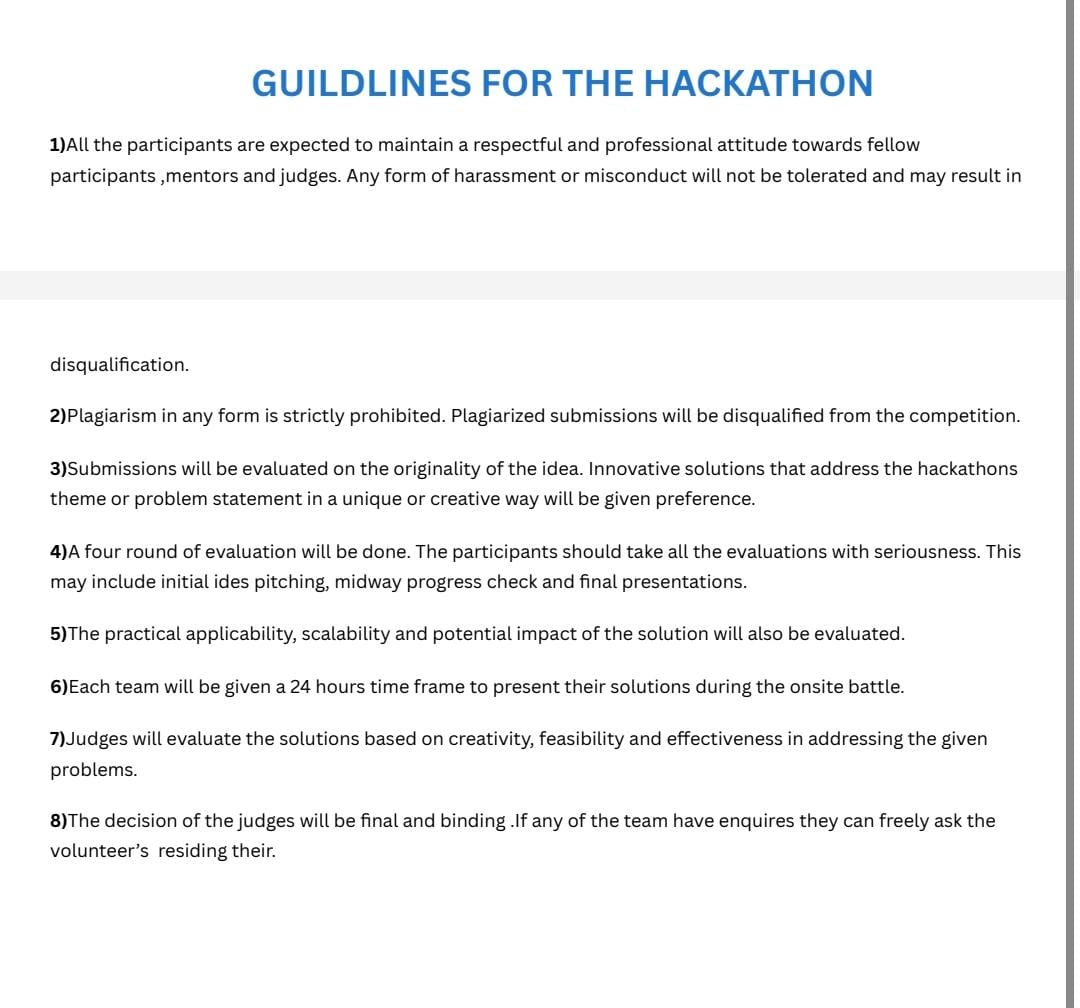 GUILDLINES FOR THE HACKATHON
1)All the participants are expected to maintain a respectful and professional attitude towards fellow
participants ,mentors and judges. Any form of harassment or misconduct will not be tolerated and may result in
disqualification.
2)Plagiarism in any form is strictly prohibited. Plagiarized submissions will be disqualified from the competition.
3)Submissions will be evaluated on the originality of the idea. Innovative solutions that address the hackathons
theme or problem statement in a unique or creative way will be given preference.
4)A four round of evaluation will be done. The participants should take all the evaluations with seriousness. This
may include initial ides pitching, midway progress check and final presentations.
5)The practical applicability, scalability and potential impact of the solution will also be evaluated.
6)Each team will be given a 24 hours time frame to present their solutions during the onsite battle.
7)Judges will evaluate the solutions based on creativity, feasibility and effectiveness in addressing the given
problems.
8)The decision of the judges will be final and binding .If any of the team have enquires they can freely ask the
volunteer’s  residing their.